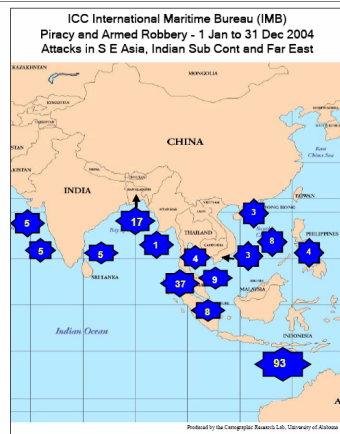 ICC International Maritime Bureau (IMB)
Piracy and Armed Robbery - 1 Jan to 31 Dec 2004
Attacks in S E Asia, Indian Sub Cont and Far East
KAZAKHSTAN
MONGOLIA
CHINA
East
China Sea
TAIWAN
INDIA
HONG KONG
3
5
17
PHILIPPINES
THAILAND
8
1
5
5
4
3
4
SRI LANKA
37
9
MALAYSIA
8
Indian Ocean
INDONESIA
93
Produced by the Cartographic Research Lab, University of Alabama